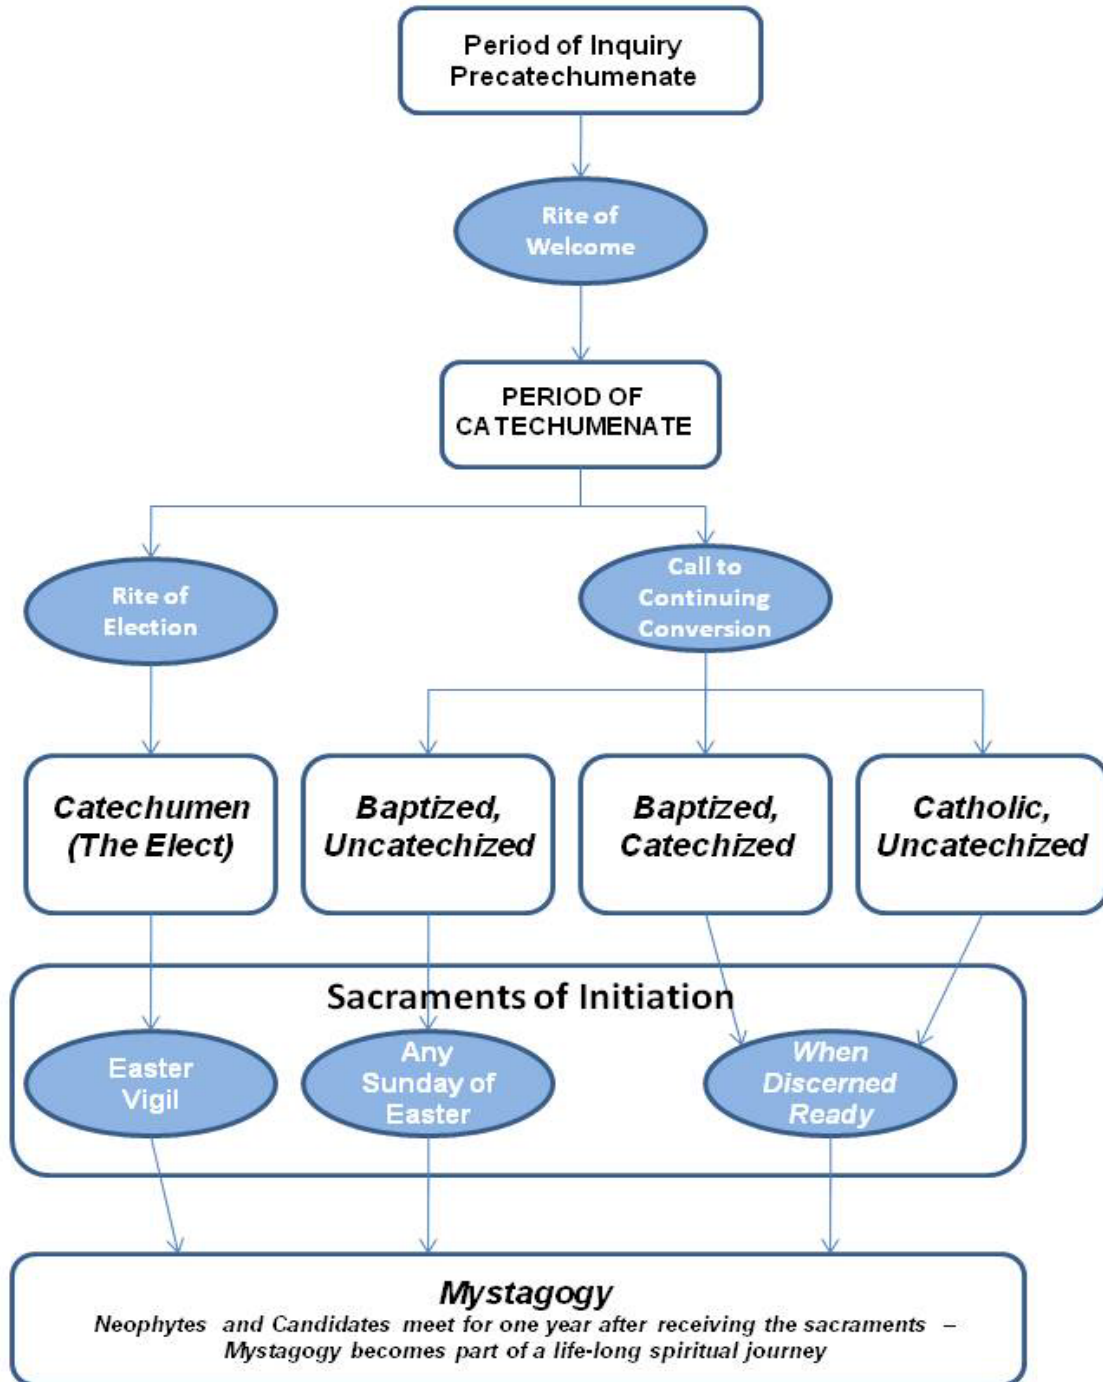 Period of Inquiry
Precatechumenate
Rite of
Welcome
PERIOD OF
CATECHUMENATE
Rite of
Election
Call to
Continuing
Conversion
Catechumen
(The Elect)
Baptized,
Uncatechized
Baptized,
Catechized
Catholic,
Uncatechized
Sacraments of Initiation
Easter
Vigil
Any
Sunday of
Easter
When
Discerned
Ready
Mystagogy
Neophytes and Candidates meet for one year after receiving the sacraments –
Mystagogy becomes part of a life-long spiritual journey